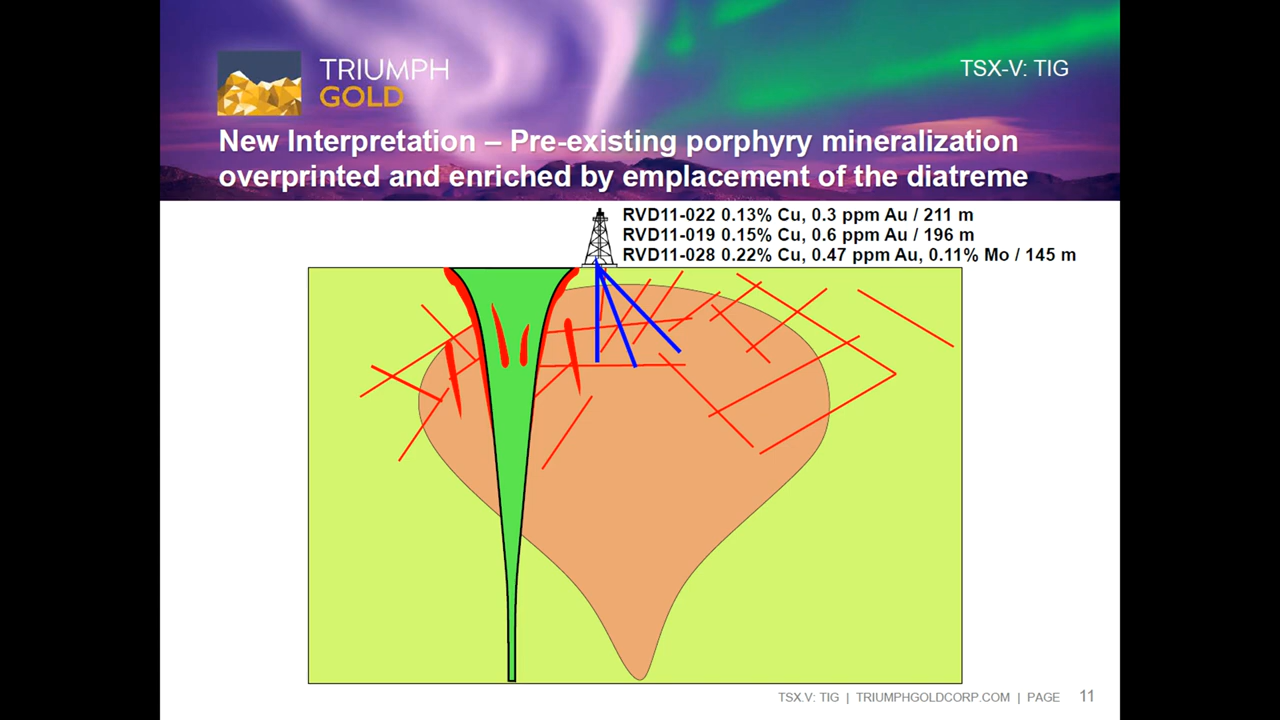 TRIUMPH
GOLD
TSX-V: TIG
New Interpretation – Pre-existing porphyry mineralization
overprinted and enriched by emplacement of the diatreme
RVD11-022 0.13% Cu, 0.3 ppm Au / 211 m
RVD11-019 0.15% Cu, 0.6 ppm Au / 196 m
RVD11-028 0.22% Cu, 0.47 ppm Au, 0.11% Mo / 145 m
TSX.V: TIG | TRIUMPHGOLDCORP.COM | PAGE 11